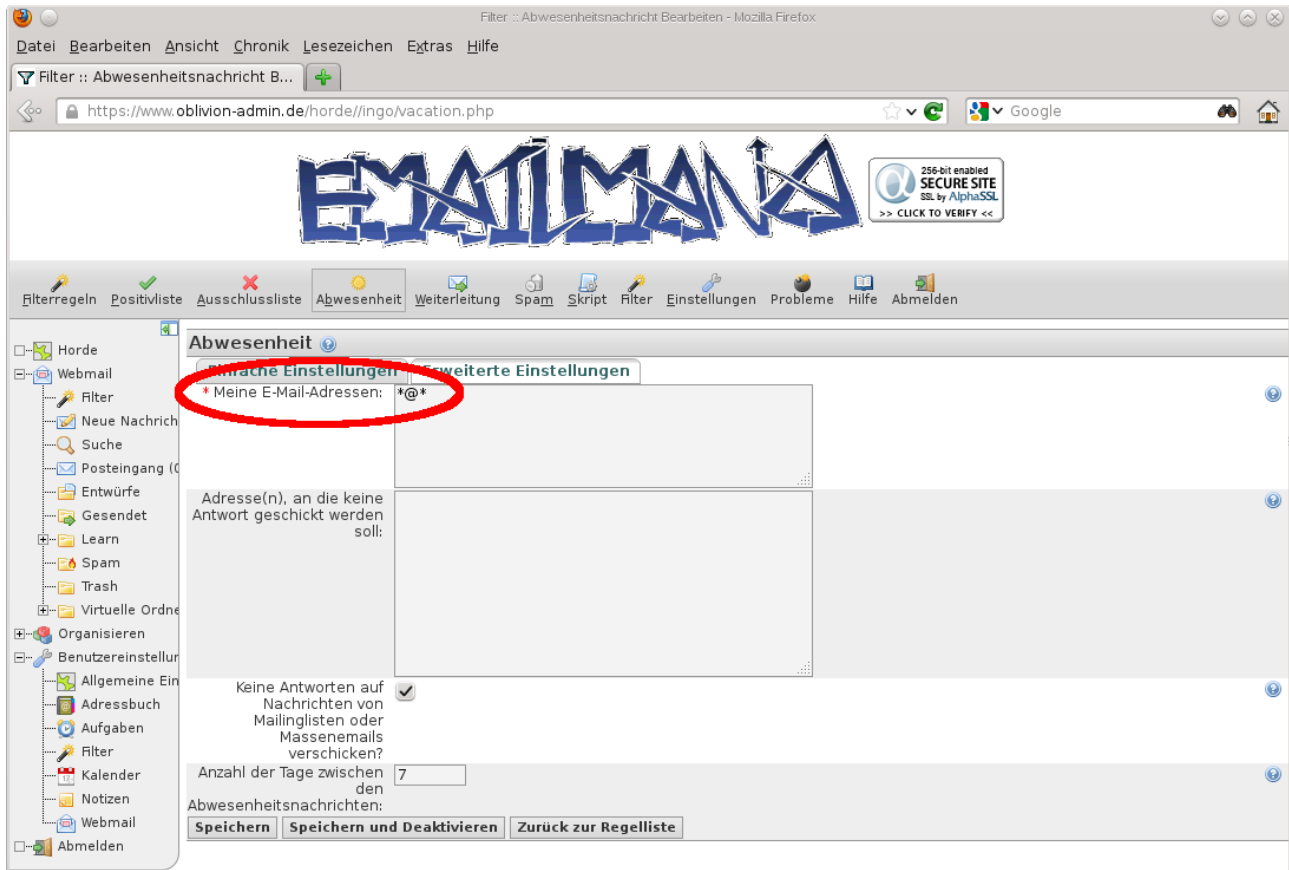 Filter :: Abwesenheitsnachricht Bearbeiten - Mozilla Firefox
Datei Bearbeiten Ansicht Chronik Lesezeichen Extras Hilfe
Filter :: Abwesenheitsnachricht B...
https://www.oblivion-admin.de/horde//ingo/vacation.php
Google
EMAILMANA
256-bit enabled
SECURE SITE
SSL by AlphaSSL
>> CLICK TO VERIFY <<
Filterregeln Positivliste Ausschlussliste Abwesenheit Weiterleitung Spam Skript Filter Einstellungen Probleme Hilfe Abmelden
Horde
Webmail
Filter
Neue Nachrich
Suche
Posteingang (0
Entwürfe
Gesendet
Learn
Spam
Trash
Virtuelle Ordne
Organisieren
Benutzereinstellur
Allgemeine Ein
Adressbuch
Aufgaben
Filter
Kalender
Notizen
Webmail
Abmelden
Abwesenheit
Einfache Einstellungen Erweiterte Einstellungen
* Meine E-Mail-Adressen: *@*
Adresse(n), an die keine
Antwort geschickt werden
soll:
Keine Antworten auf
Nachrichten von
Mailinglisten oder
Massenemails
verschicken?
Anzahl der Tage zwischen 7
den
Abwesenheitsnachrichten:
Speichern Speichern und Deaktivieren Zurück zur Regelliste